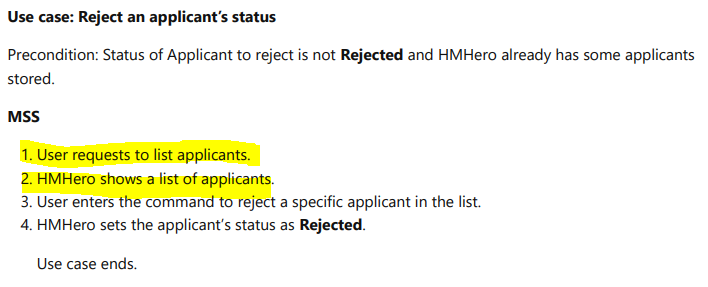 Use case: Reject an applicant's status
Precondition: Status of Applicant to reject is not Rejected and HMHero already has some applicants
stored.
MSS
1. User requests to list applicants.
2. HMHero shows a list of applicants.
3. User enters the command to reject a specific applicant in the list.
4. HMHero sets the applicant's status as Rejected.
Use case ends.